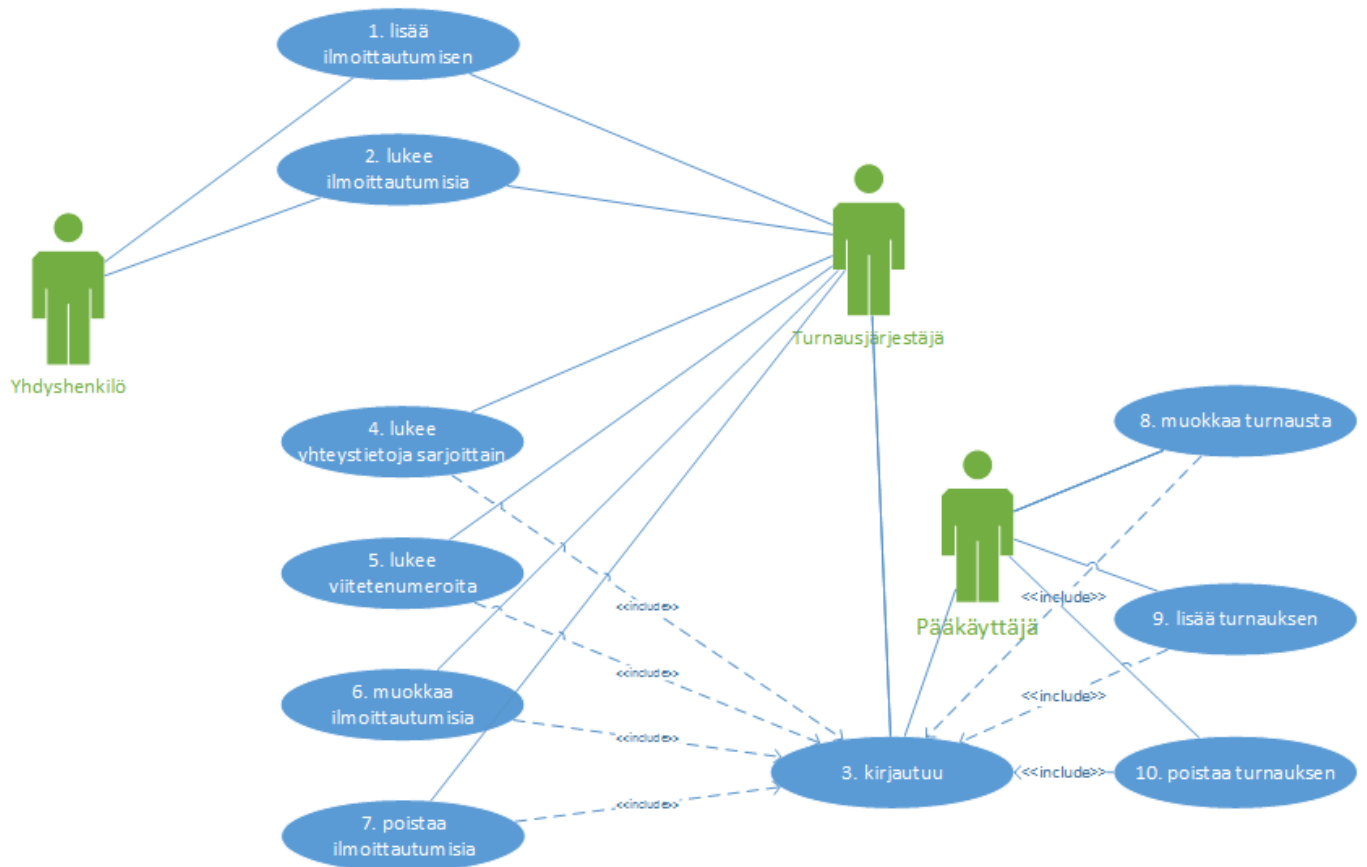 1. lisää
ilmoittautumisen
2. lukee
ilmoittautumisia
Yhdyshenkilö
Turnausjärjestäjä
4. lukee
yhteystietoja sarjoittain
8. muokkaa turnausta
5. lukee
viitetenumeroita
<<include>>
<<include>>
Pääkäyttäjä
9. lisää turnauksen
6. muokkaa
ilmoittautumisia
<<include>>
<<include>>
<<include>>
3. kirjautuu
<<include>>
10. poistaa turnauksen
<<include>>
7. poistaa
ilmoittautumisia